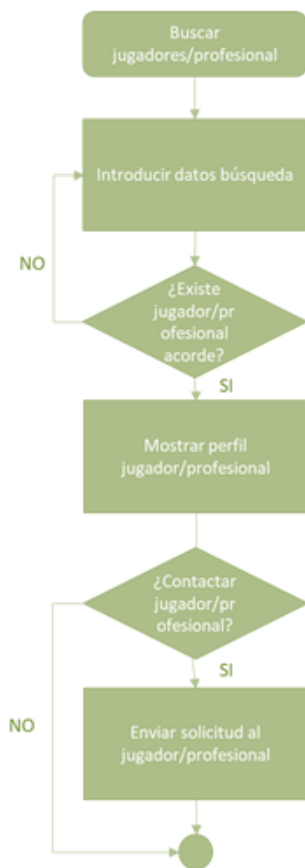 Buscar
jugadores/profesional
Introducir datos búsqueda
NO
¿Existe
jugador/pr
ofesional
acorde?
SI
Mostrar perfil
jugador/profesional
¿Contactar
jugador/pr
ofesional?
SI
NO
Enviar solicitud al
jugador/profesional